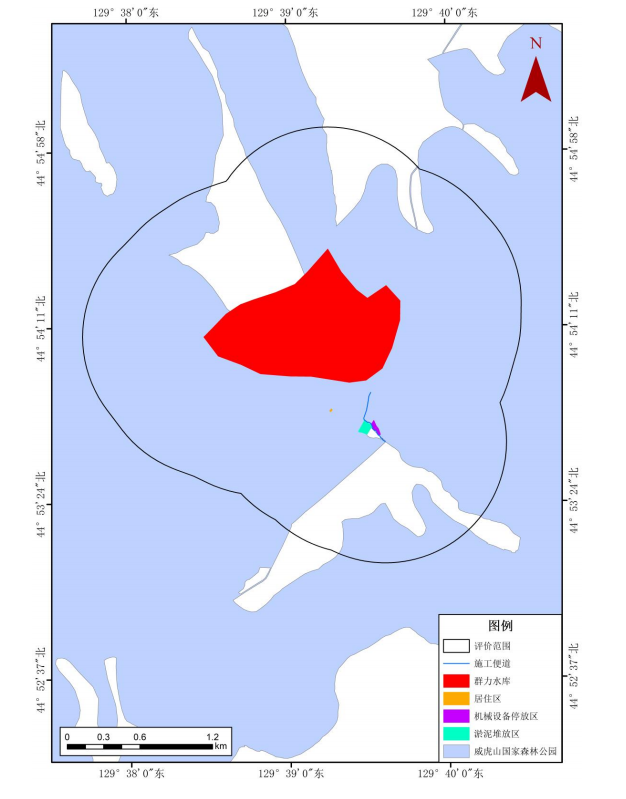 129° 38′0″东 129° 39′0″东 129° 40′0″东
N
44° 54′58″北 44° 54′58″北
44° 54′11″北 44° 54′11″北
44° 53′24″北 44° 53′24″北
44° 52′37″北 44° 52′37″北
图例
评价范围
施工便道
群力水库
居住区
机械设备停放区
淤泥堆放区
威虎山国家森林公园
0 0.3 0.6 1.2
km
129° 38′0″东 129° 39′0″东 129° 40′0″东